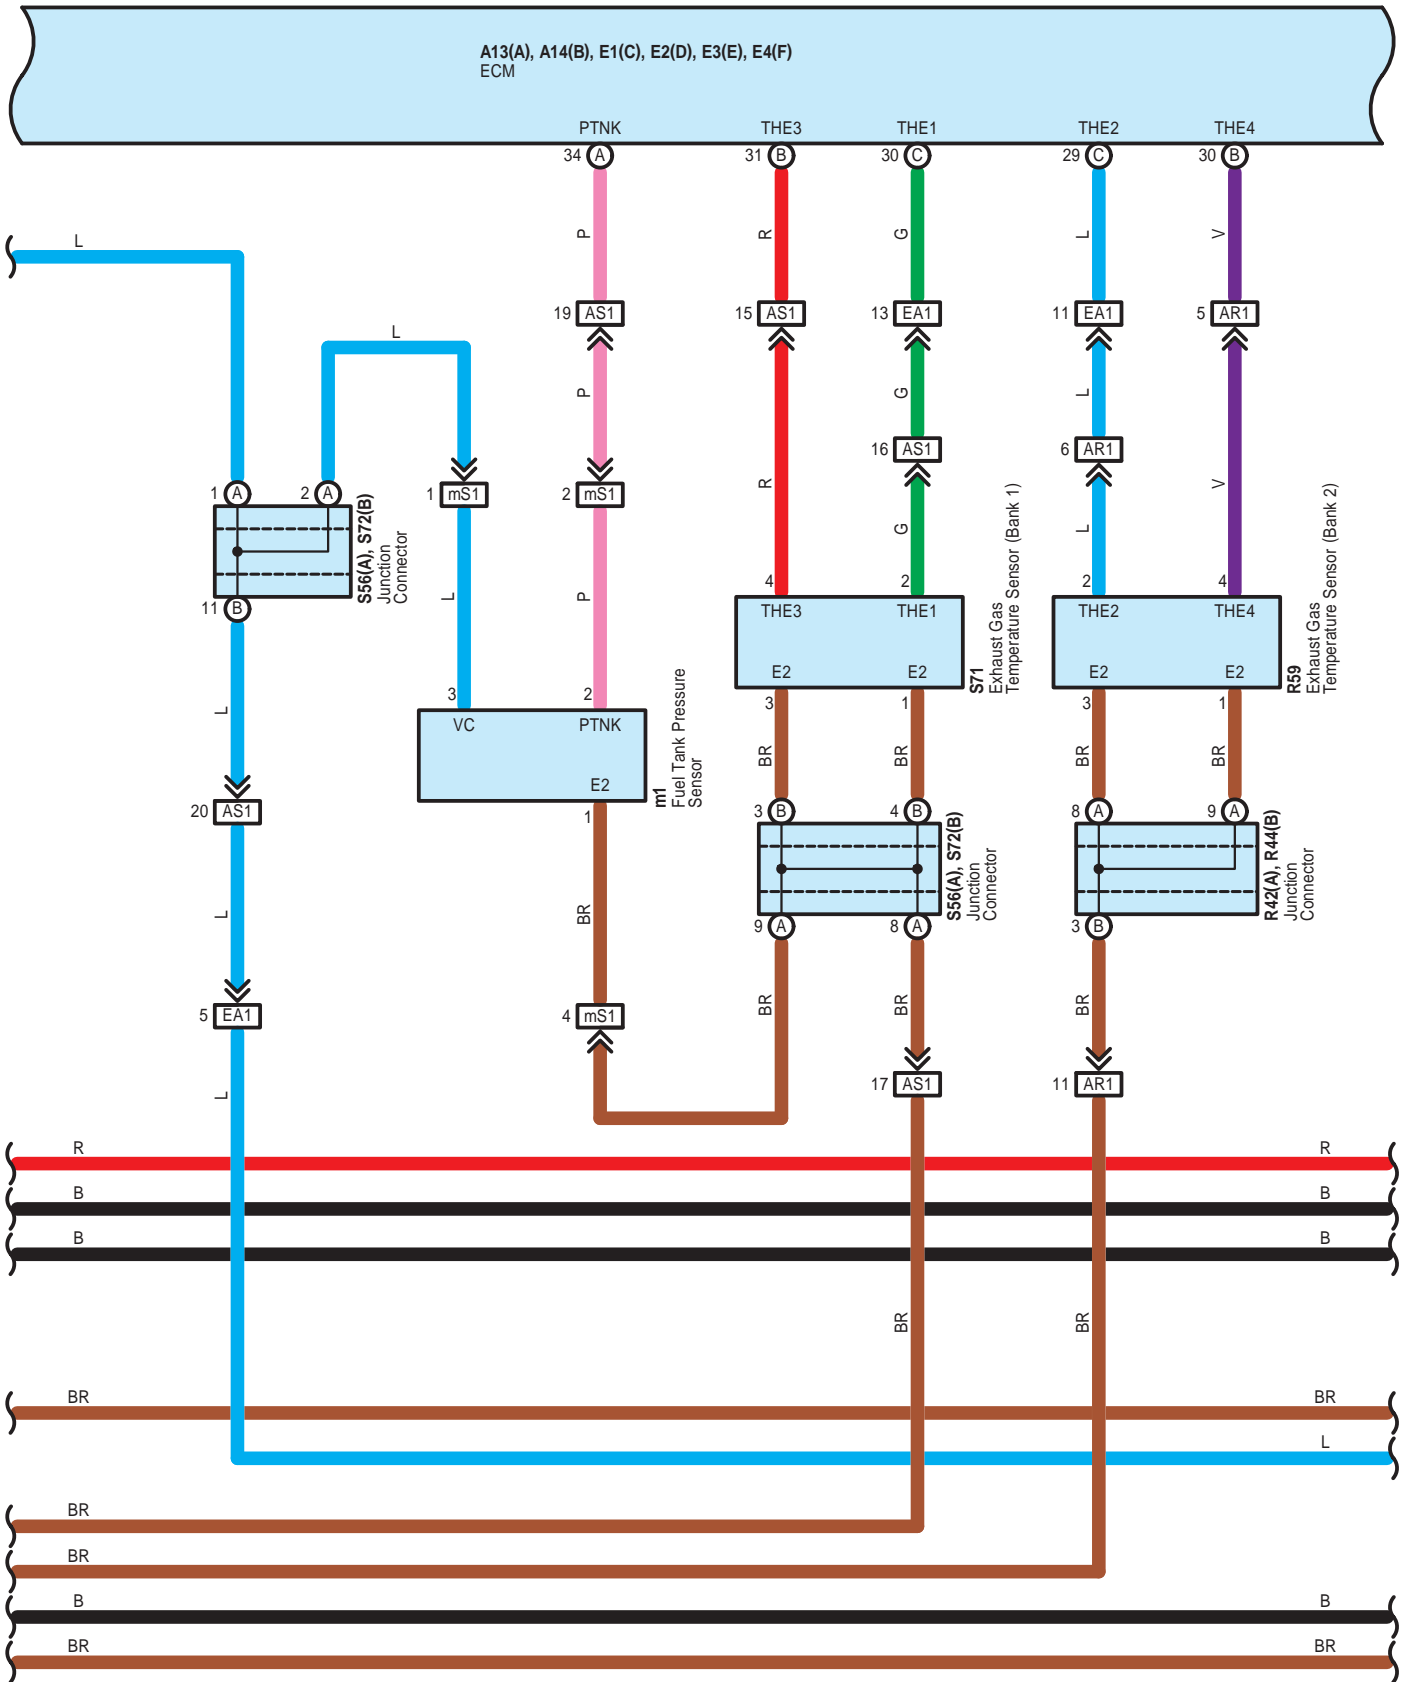 A13(A), A14(B), E1(C), E2(D), E3(E), E4(F)
ECM
PTNK THE3 THE1 THE2 THE4
34 A 31 B 30 C 29 C 30 B
L
P R G L V
19 AS1 15 AS1 13 EA1 11 EA1 5 AR1
L
P G L
16 AS1 6 AR1
1 A 2 A 1 mS1 2 mS1 R V
S56(A), S72(B)
Junction
Connector
G L
4 2 2 4
11 B L P THE3 THE1 THE2 THE4
E2 E2 E2 E2
S71
Exhaust Gas
Temperature Sensor (Bank 1)
R59
Exhaust Gas
Temperature Sensor (Bank 2)
3 2 3 1 3 1
L VC PTNK
E2
m1
Fuel Tank Pressure
Sensor
BR BR BR BR
20 AS1 1 3 B 4 B 8 A 9 A
S56(A), S72(B)
Junction
Connector
R42(A), R44(B)
Junction
Connector
L BR 9 A 8 A 3 B
5 EA1 4 mS1 BR BR BR
17 AS1 11 AR1
L
R R
B B
B B
BR BR
BR BR
L
BR
BR
B B
BR BR